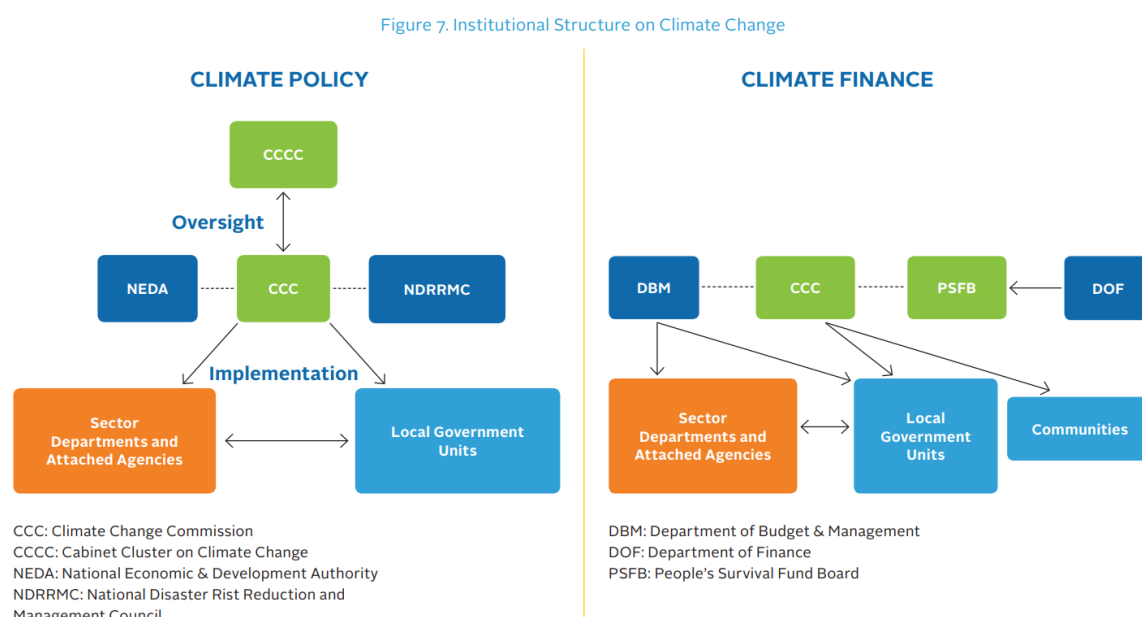 Figure 7. Institutional Structure on Climate Change
CLIMATE POLICY
CCCC
Oversight
NEDA
CCC
NDRRMC
Implementation
Sector
Departments and
Attached Agencies
Local Government
Units
CCC: Climate Change Commission
CCCC: Cabinet Cluster on Climate Change
NEDA: National Economic & Development Authority
NDRRMC: National Disaster Rist Reduction and
Management Council
CLIMATE FINANCE
DBM
CCC
PSFB
DOF
Sector
Departments and
Attached Agencies
Local
Government
Units
Communities
DBM: Department of Budget & Management
DOF: Department of Finance
PSFB: People's Survival Fund Board